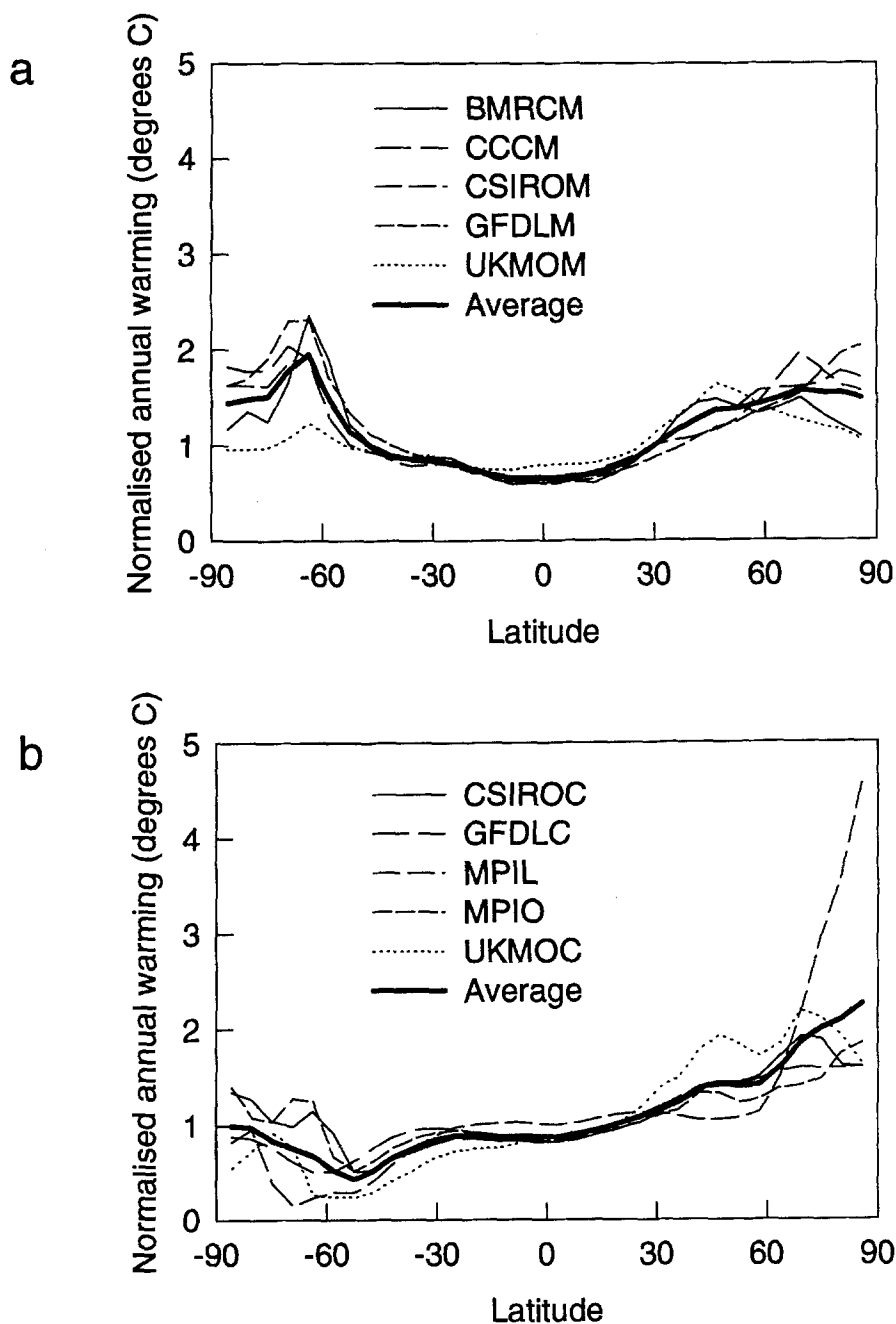 a
Normalised annual warming (degrees C)
5
4
3
2
1
0
BMRCM
CCCM
CSIROM
GFDLM
UKMOM
Average
-90 -60 -30 0 30 60 90
Latitude
b
Normalised annual warming (degrees C)
5
4
3
2
1
0
CSIROC
GFDLC
MPIL
MPIO
UKMOC
Average
-90 -60 -30 0 30 60 90
Latitude